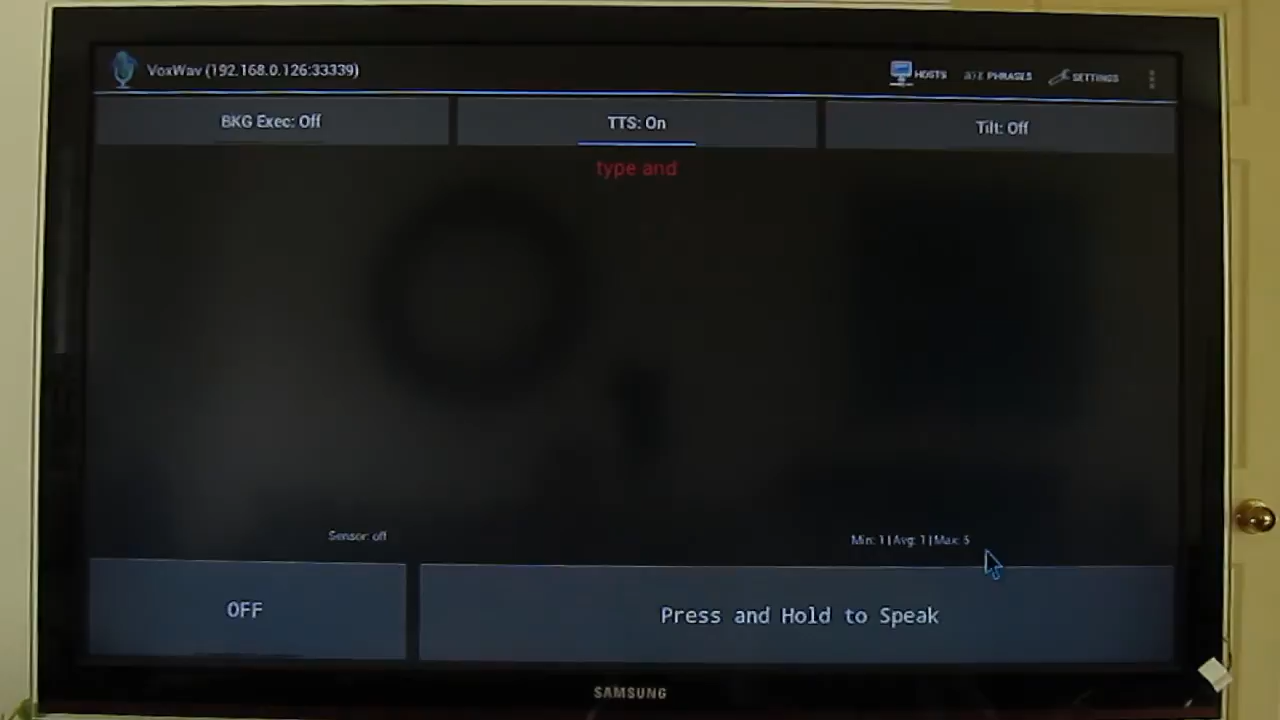 VoxWav (192.168.0.126:33339)
HOSTS
PHRASES
SETTINGS
BKG Exec: Off
TTS: On
Tilt: Off
type and
Sensor: off
Min: 1 | Avg: 1 | Max: 5
OFF
Press and Hold to Speak
SAMSUNG